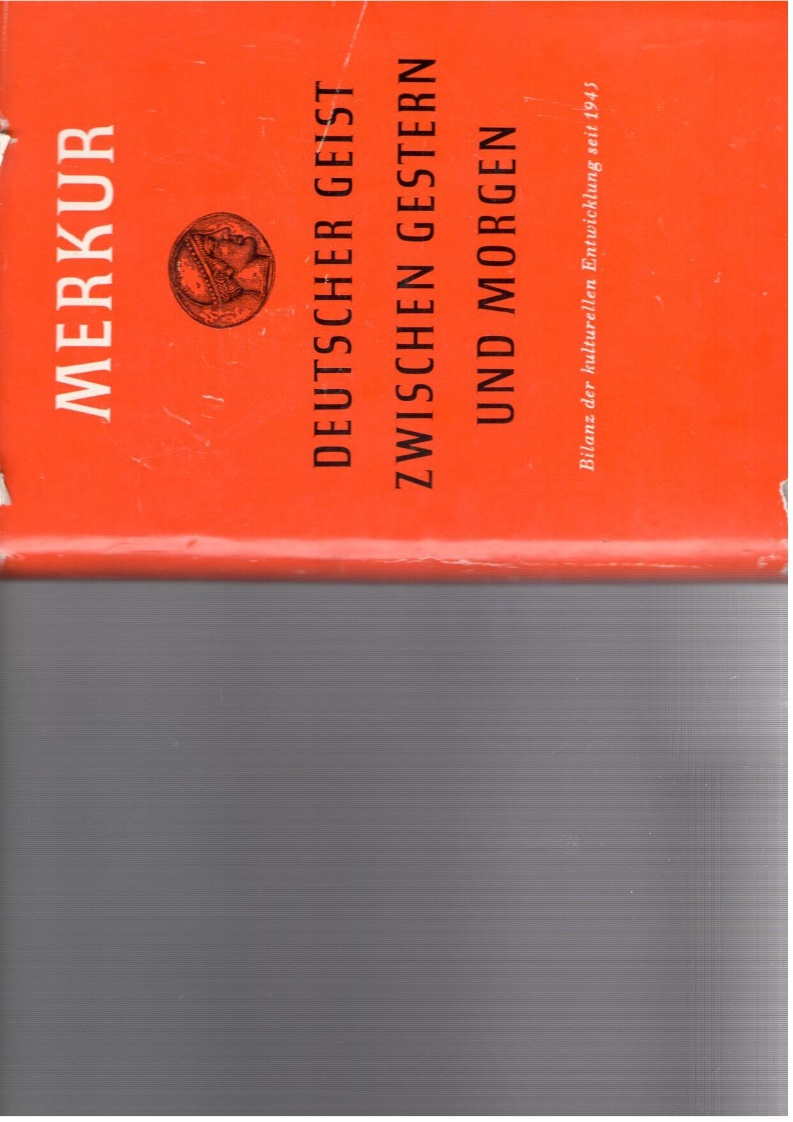 MERKUR
DEUTSCHER GEIST
ZWISCHEN GESTERN
UND MORGEN
Bilanz der kulturellen Entwicklung seit 1945